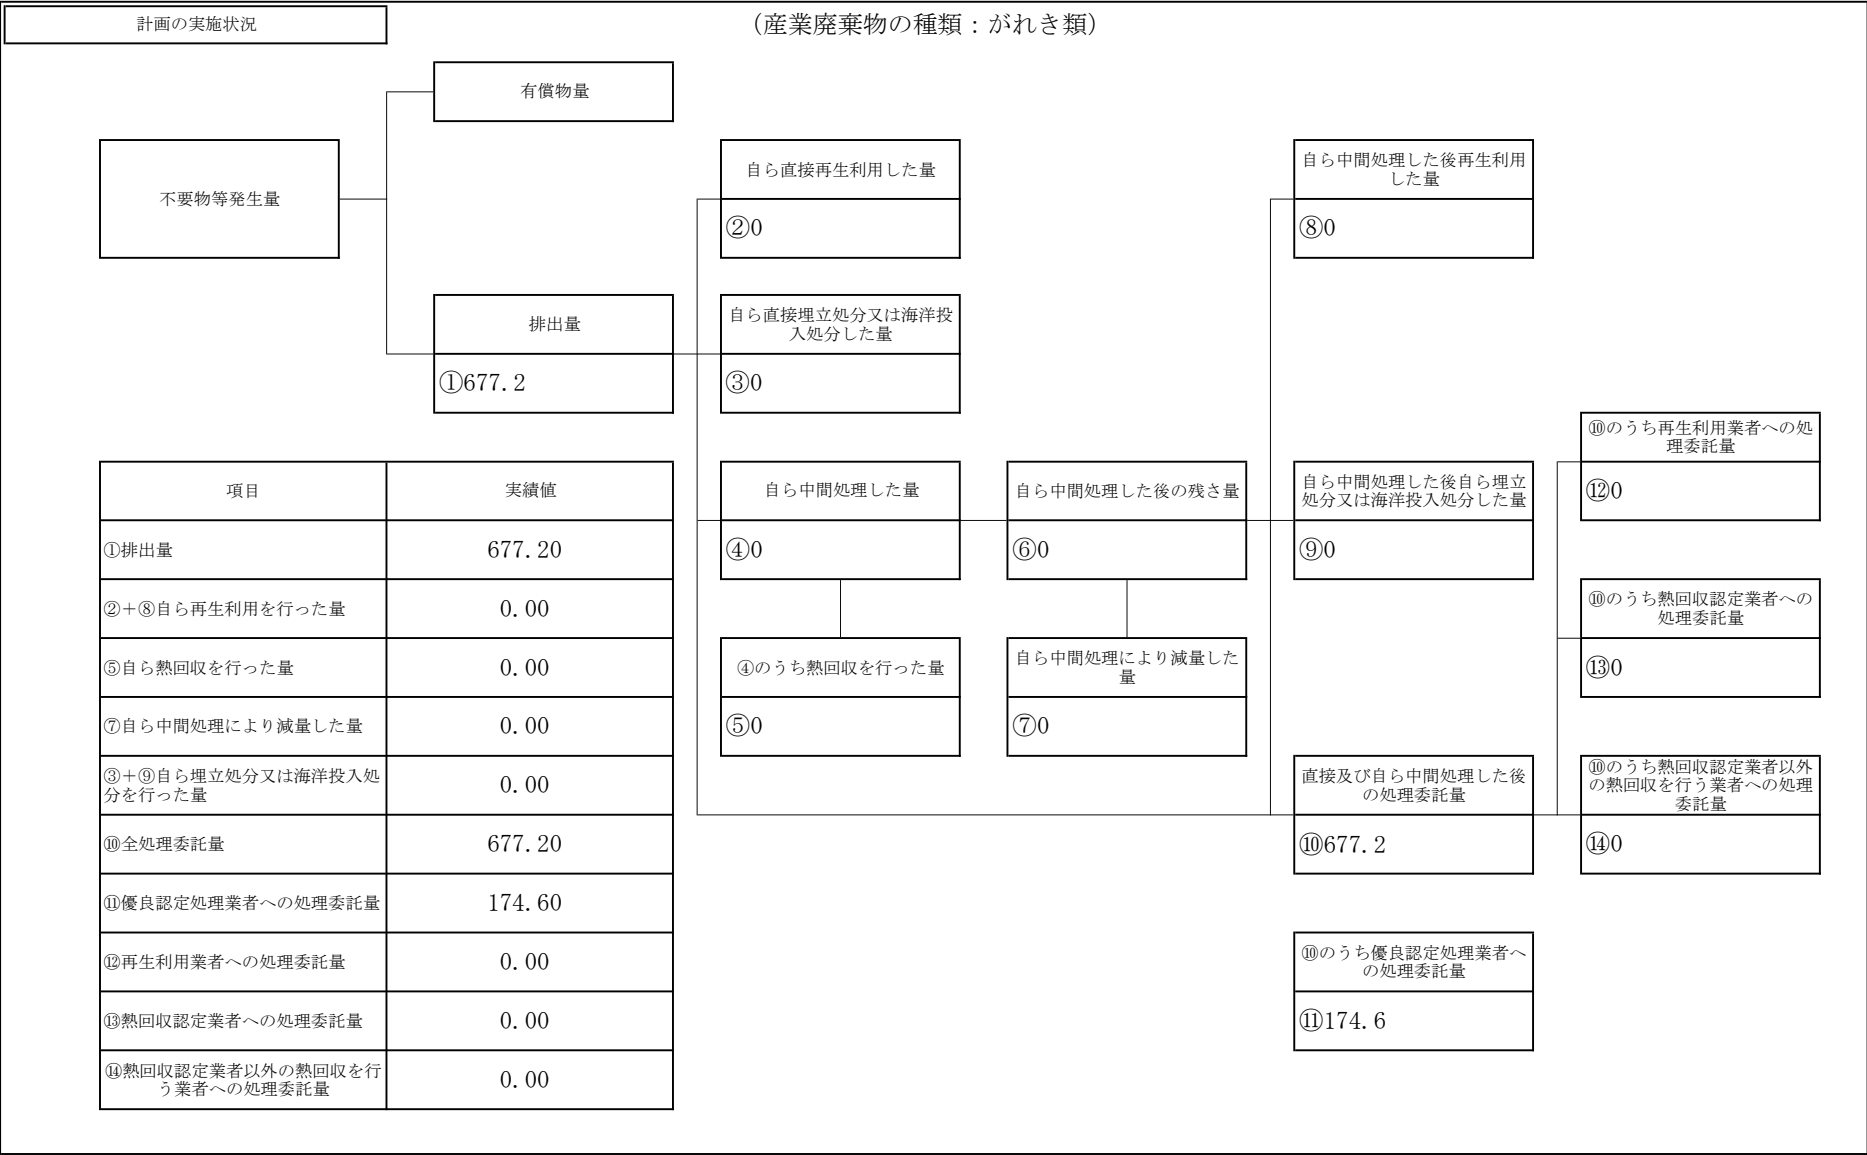 計画の実施状況
（産業廃棄物の種類：がれき類）
有償物量
不要物等発生量
自ら直接再生利用した量
②0
自ら中間処理した後再生利用
した量
⑧0
排出量
①677.2
自ら直接埋立処分又は海洋投
入処分した量
③0
⑩のうち再生利用業者への処
理委託量
⑫0
項目 実績値
①排出量 677.20
②＋⑧自ら再生利用を行った量 0.00
⑤自ら熱回収を行った量 0.00
⑦自ら中間処理により減量した量 0.00
③＋⑨自ら埋立処分又は海洋投入処
分を行った量 0.00
⑩全処理委託量 677.20
⑪優良認定処理業者への処理委託量 174.60
⑫再生利用業者への処理委託量 0.00
⑬熱回収認定業者への処理委託量 0.00
⑭熱回収認定業者以外の熱回収を行
う業者への処理委託量 0.00
自ら中間処理した量
④0
自ら中間処理した後の残さ量
⑥0
自ら中間処理した後自ら埋立
処分又は海洋投入処分した量
⑨0
④のうち熱回収を行った量
⑤0
自ら中間処理により減量した
量
⑦0
⑩のうち熱回収認定業者への
処理委託量
⑬0
直接及び自ら中間処理した後
の処理委託量
⑩677.2
⑩のうち熱回収認定業者以外
の熱回収を行う業者への処理
委託量
⑭0
⑩のうち優良認定処理業者へ
の処理委託量
⑪174.6